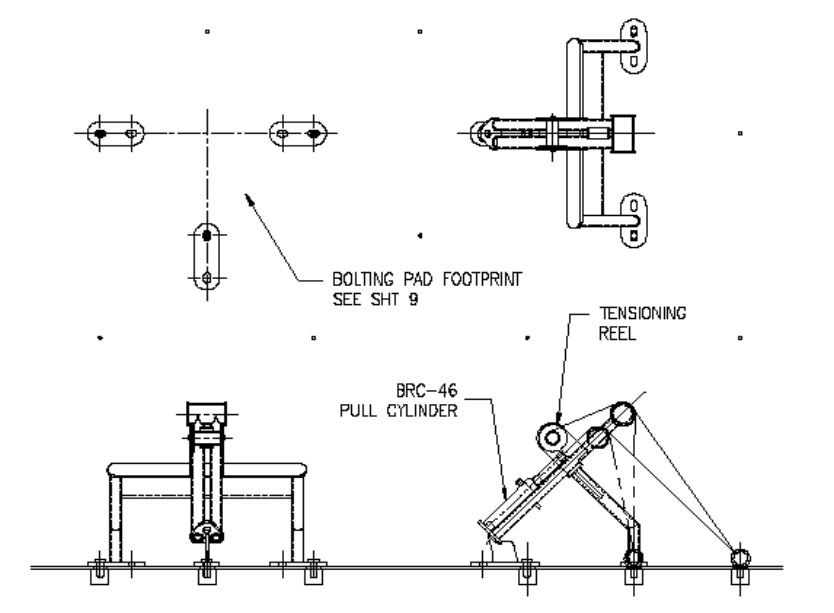 BOLTING PAD FOOTPRINT
SEE SHT 9
TENSIONING
REEL
BRC-46
PULL CYLINDER